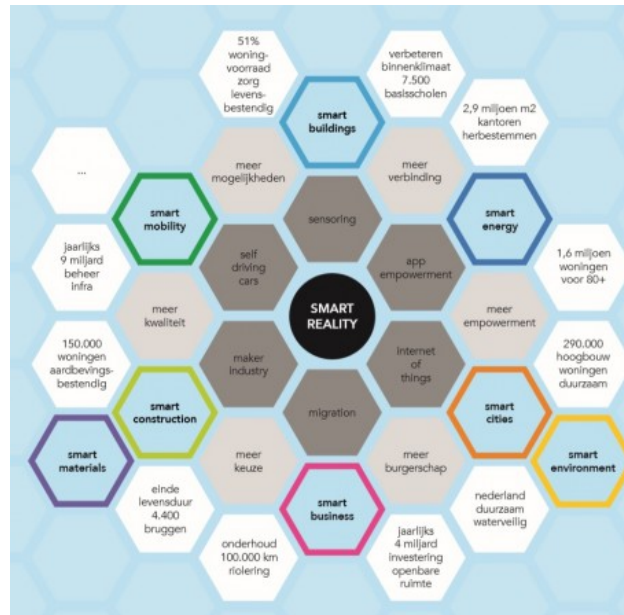 51%
woning-
voorraad
zorg
levens-
bestendig
verbeteren
binnenklimaat
7.500
basisscholen
smart
buildings
2,9 miljoen m2
kantoren
herbestemmen
...
meer
mogelijkheden
meer
verbinding
smart
mobility
sensoring
smart
energy
jaarlijks
9 miljard
beheer
infra
self
driving
cars
app
empowerment
1,6 miljoen
woningen
voor 80+
meer
kwaliteit
SMART
REALITY
meer
empowerment
150.000
woningen
aardbevings-
bestendig
maker
industry
internet
of
things
290.000
hoogbouw
woningen
duurzaam
smart
construction
migration
smart
cities
smart
materials
meer
keuze
meer
burgerschap
smart
environment
einde
levensduur
4.400
bruggen
smart
business
nederland
duurzaam
waterveilig
onderhoud
100.000 km
riolering
jaarlijks
4 miljard
investering
openbare
ruimte